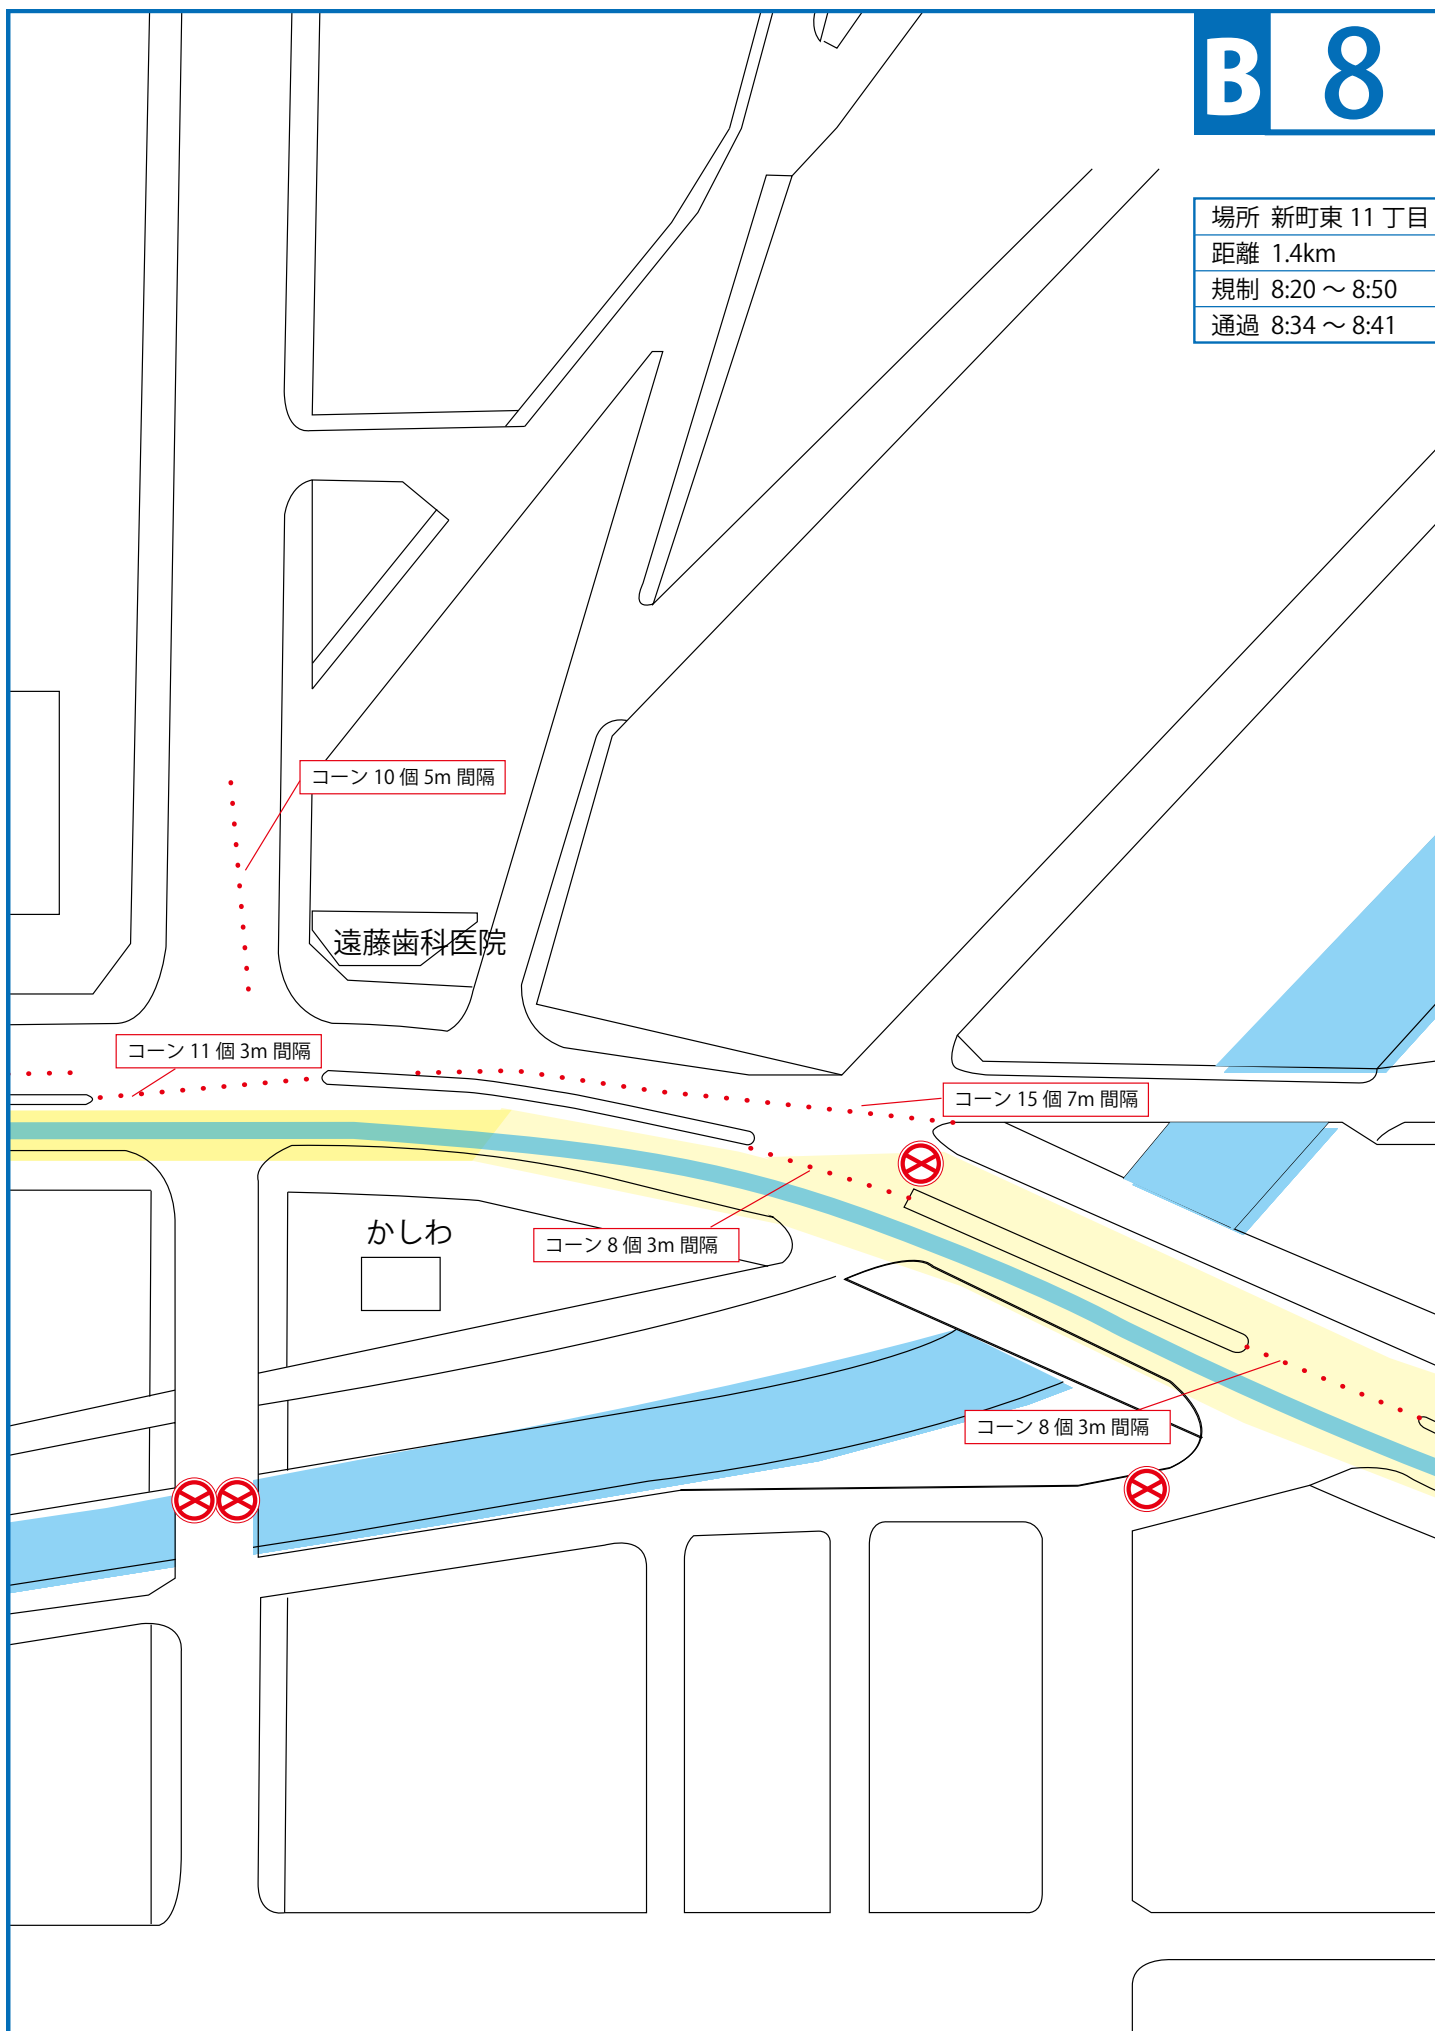 B 8
場所 新町東 11 丁目
距離 1.4km
規制 8:20 ～ 8:50
通過 8:34 ～ 8:41
コーン 10 個 5m 間隔
遠藤歯科医院
コーン 11 個 3m 間隔
コーン 15 個 7m 間隔
かしわ
コーン 8 個 3m 間隔
コーン 8 個 3m 間隔